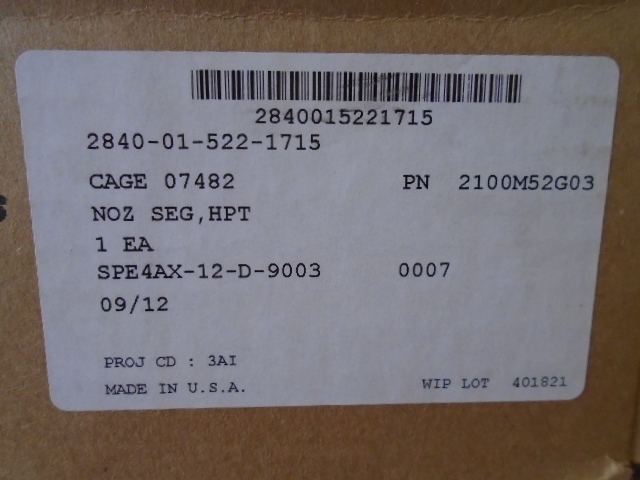 2840015221715
2840-01-522-1715
CAGE 07482 PN 2100M52G03
NOZ SEG,HPT
1 EA
SPE4AX-12-D-9003 0007
09/12
PROJ CD : 3AI
MADE IN U.S.A. WIP LOT 401821